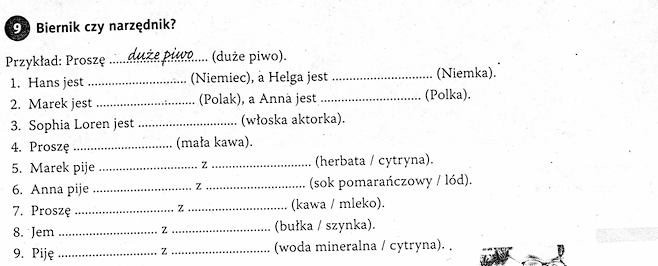 9 Biernik czy narzędnik?
Przykład: Proszę .....duże piwo..... (duże piwo).
1. Hans jest ............................ (Niemiec), a Helga jest ............................ (Niemka).
2. Marek jest ............................ (Polak), a Anna jest ............................ (Polka).
3. Sophia Loren jest ............................ (włoska aktorka).
4. Proszę ............................ (mała kawa).
5. Marek pije ............................ z ............................ (herbata / cytryna).
6. Anna pije ............................ z ............................ (sok pomarańczowy / lód).
7. Proszę ............................ z ............................ (kawa / mleko).
8. Jem ............................ z ............................ (bułka / szynka).
9. Piję ............................ z ............................ (woda mineralna / cytryna).